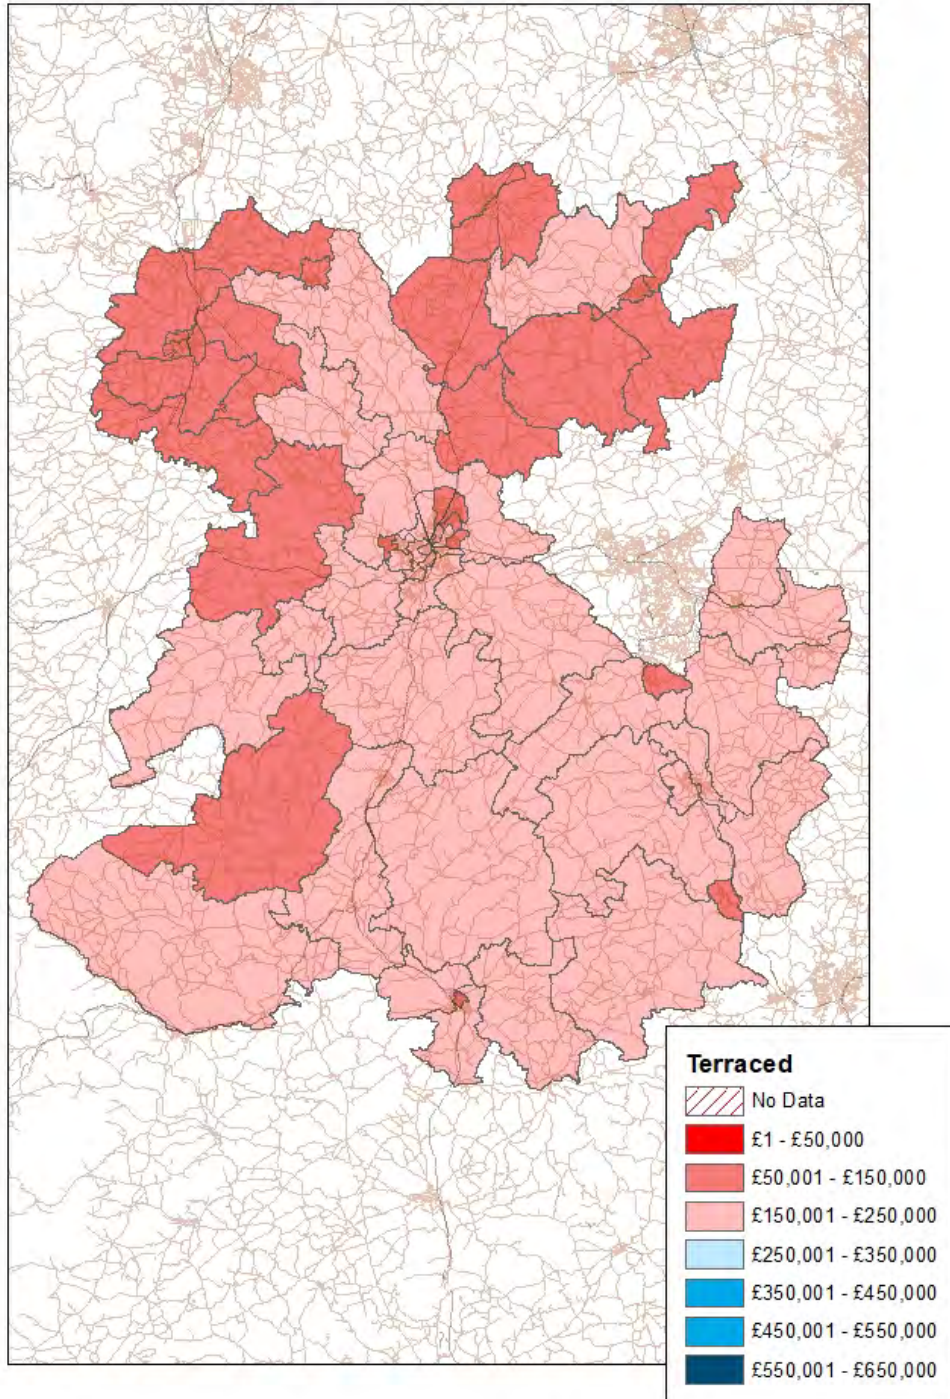 Terraced
No Data
£1 - £50,000
£50,001 - £150,000
£150,001 - £250,000
£250,001 - £350,000
£350,001 - £450,000
£450,001 - £550,000
£550,001 - £650,000